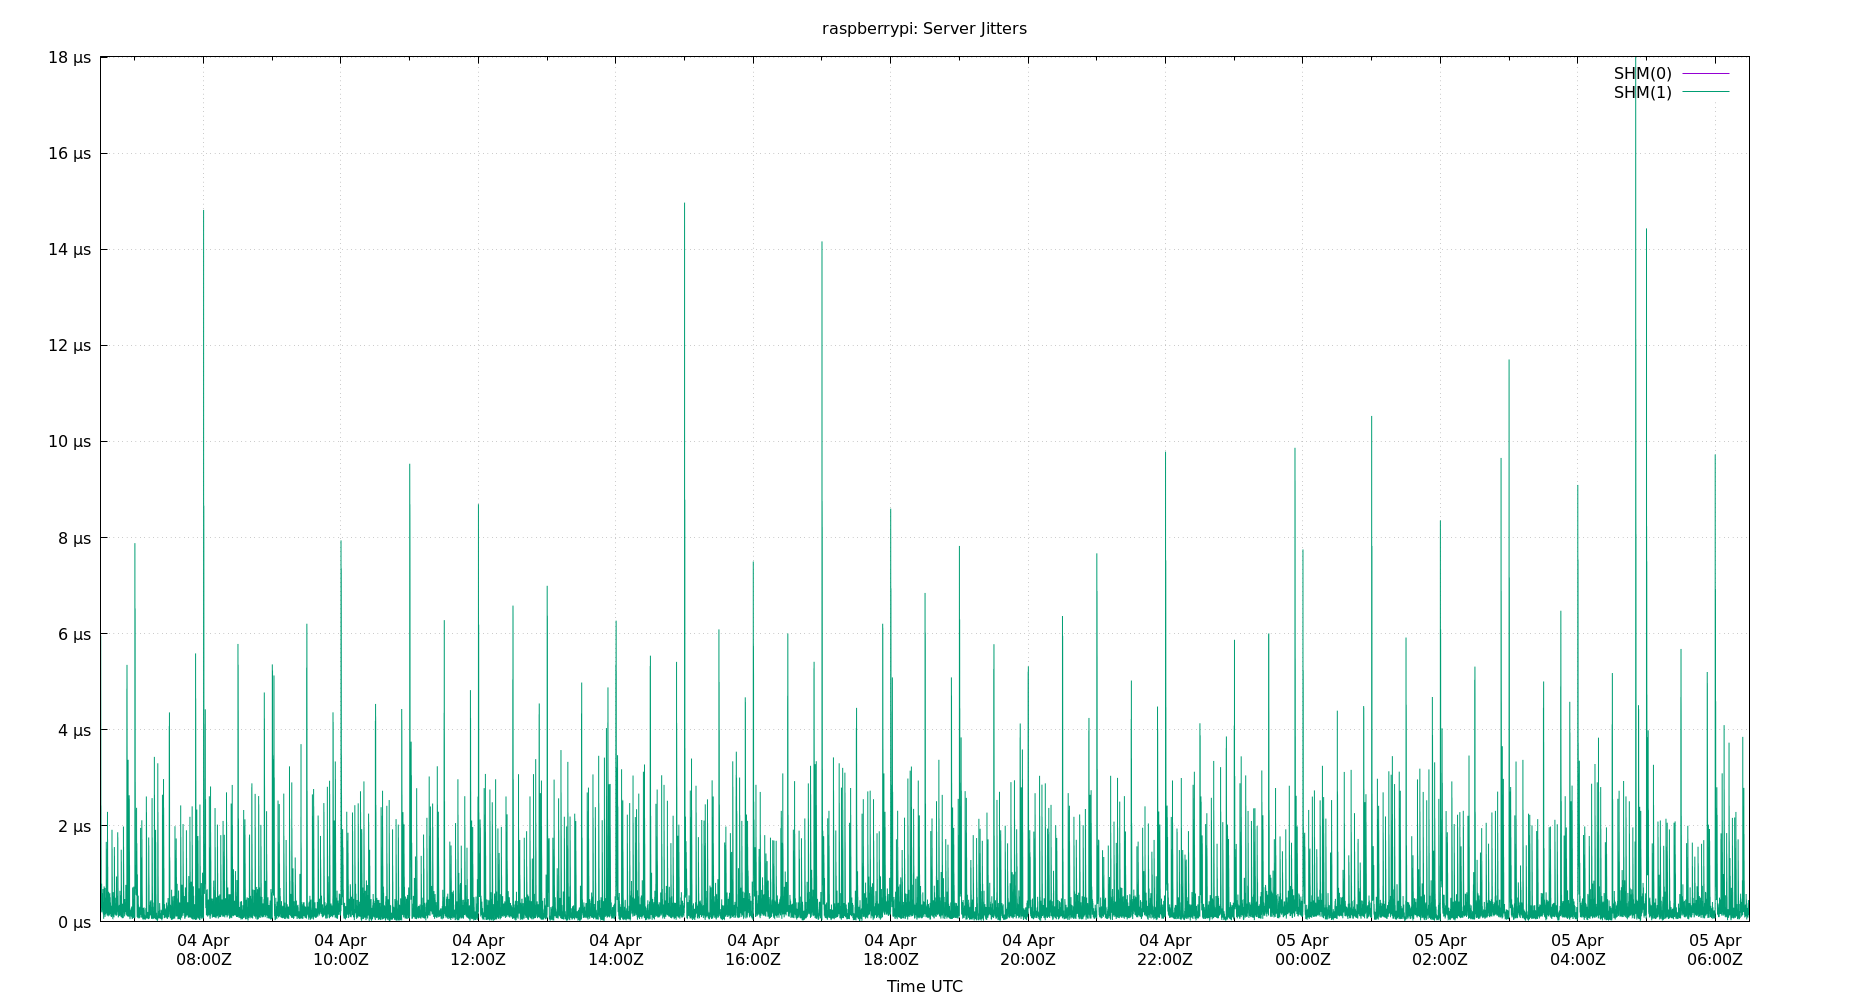 raspberrypi: Server Jitters
18 µs
16 µs
14 µs
12 µs
10 µs
8 µs
6 µs
4 µs
2 µs
0 µs
SHM(0)
SHM(1)
04 Apr 04 Apr 04 Apr 04 Apr 04 Apr 04 Apr 04 Apr 04 Apr 05 Apr 05 Apr 05 Apr 05 Apr
08:00Z 10:00Z 12:00Z 14:00Z 16:00Z 18:00Z 20:00Z 22:00Z 00:00Z 02:00Z 04:00Z 06:00Z
Time UTC